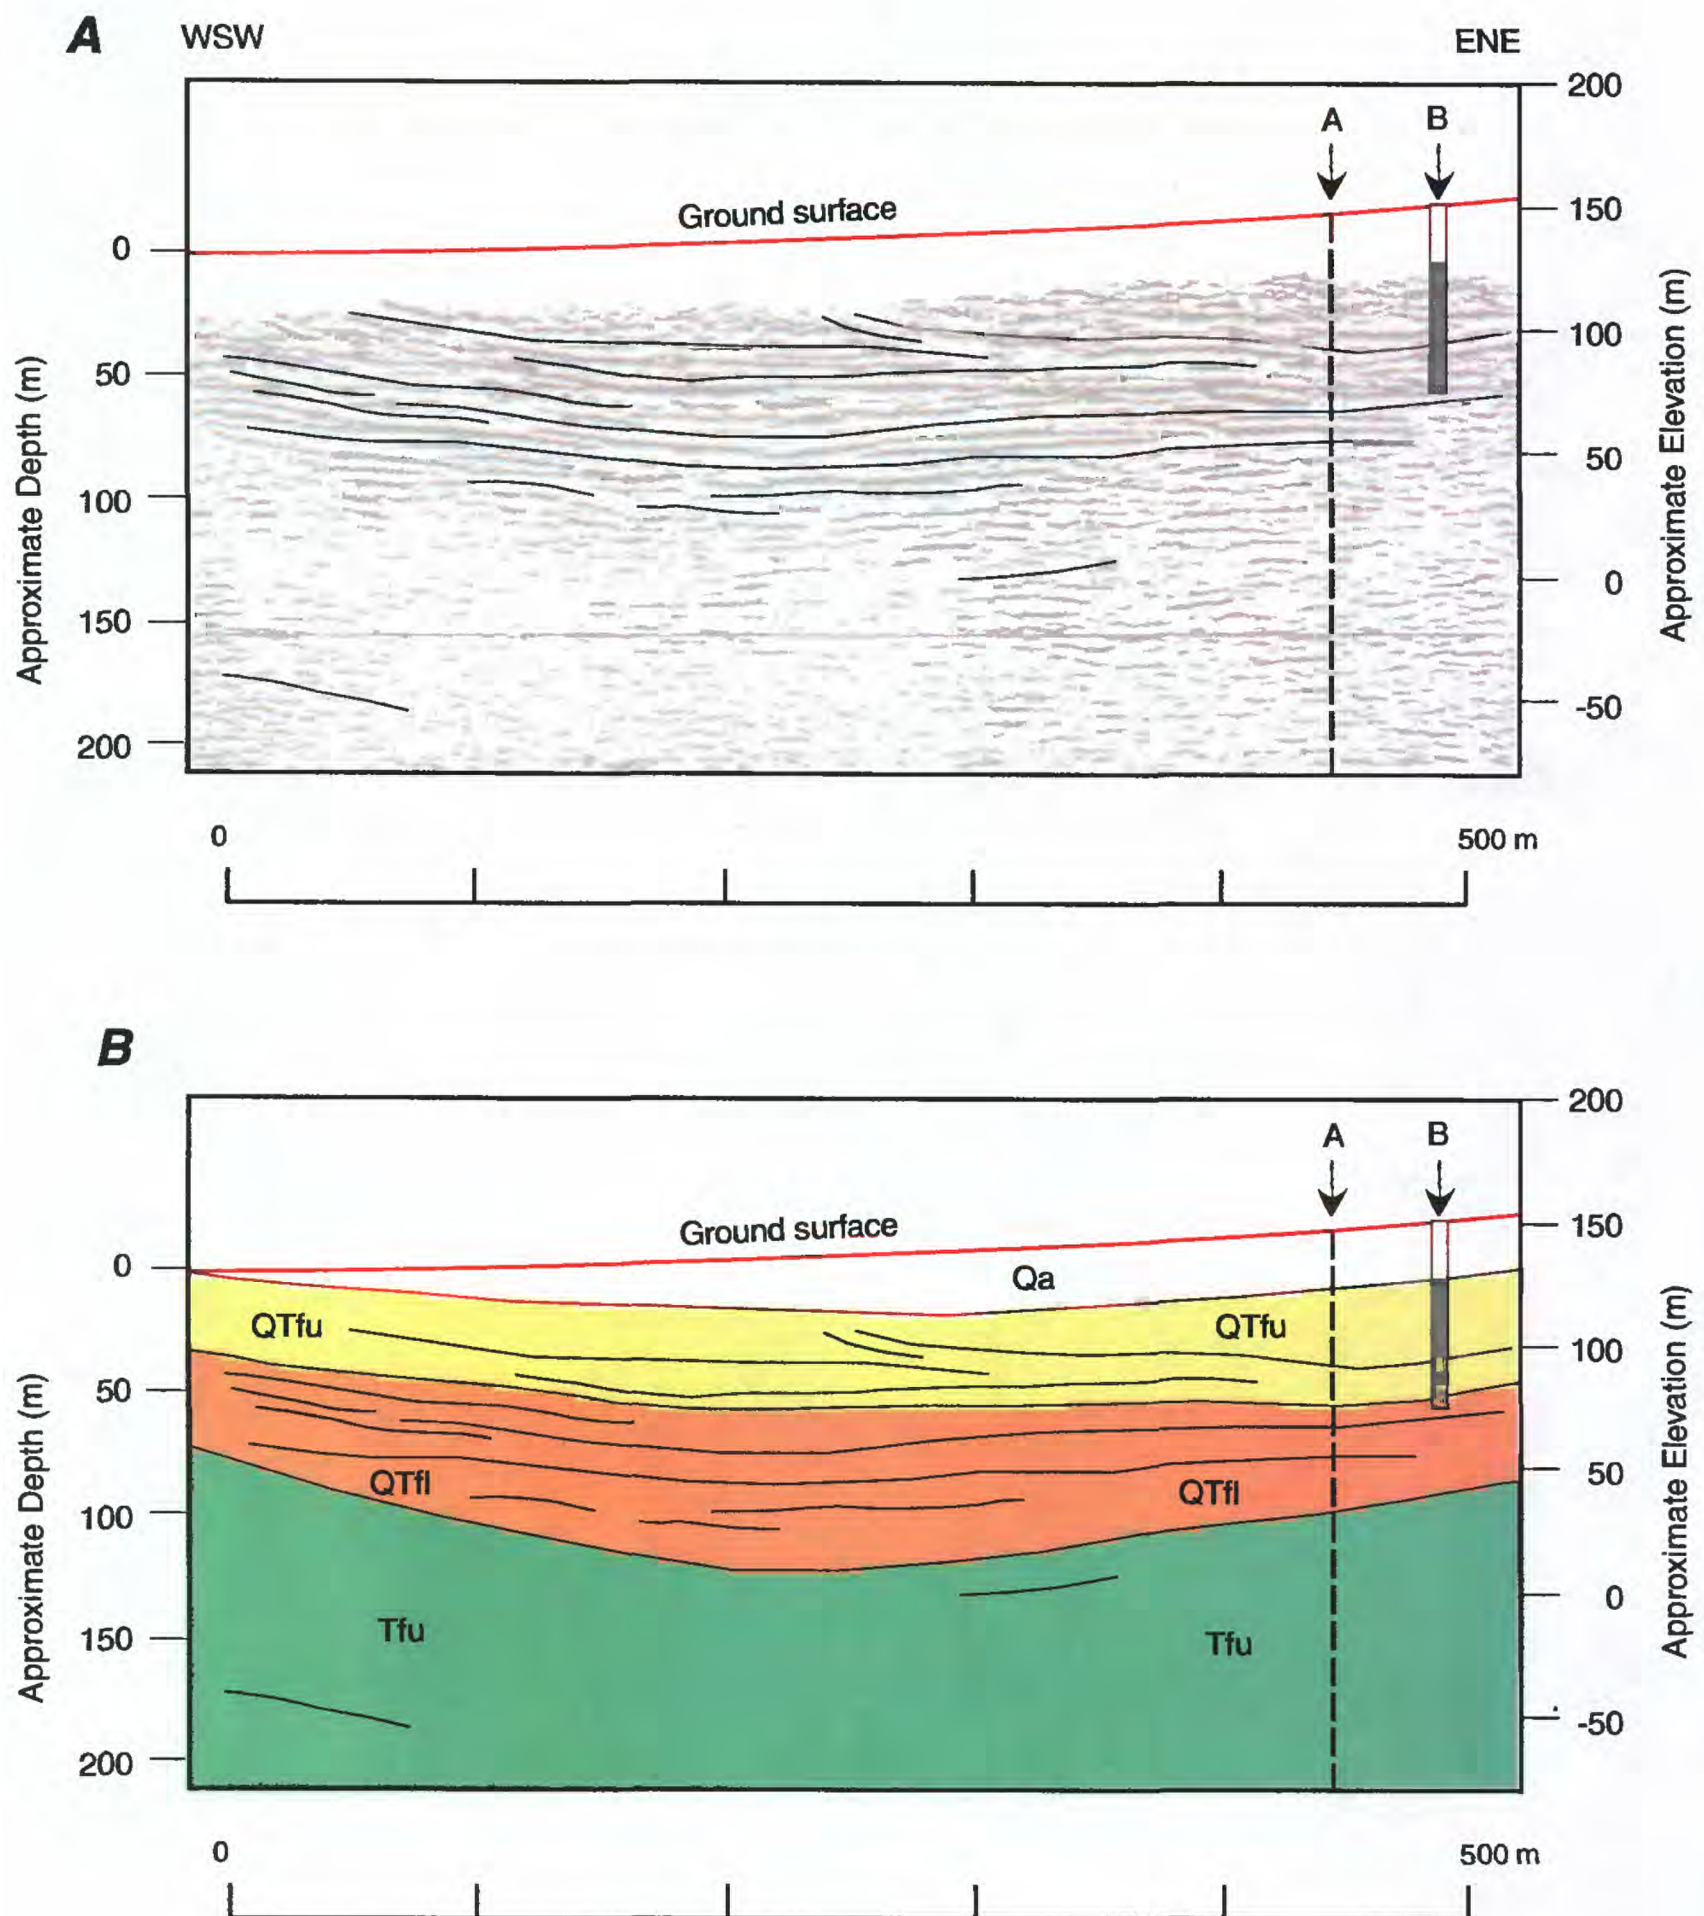 A
WSW
ENE
200
A
B
Ground surface
150
0
100
50
50
100
0
150
-50
200
Approximate Depth (m)
Approximate Elevation (m)
0
500 m
B
200
A
B
Ground surface
150
0
Qa
QTfu
QTfu
100
50
50
QTfl
QTfl
100
0
Tfu
Tfu
150
-50
200
Approximate Depth (m)
Approximate Elevation (m)
0
500 m